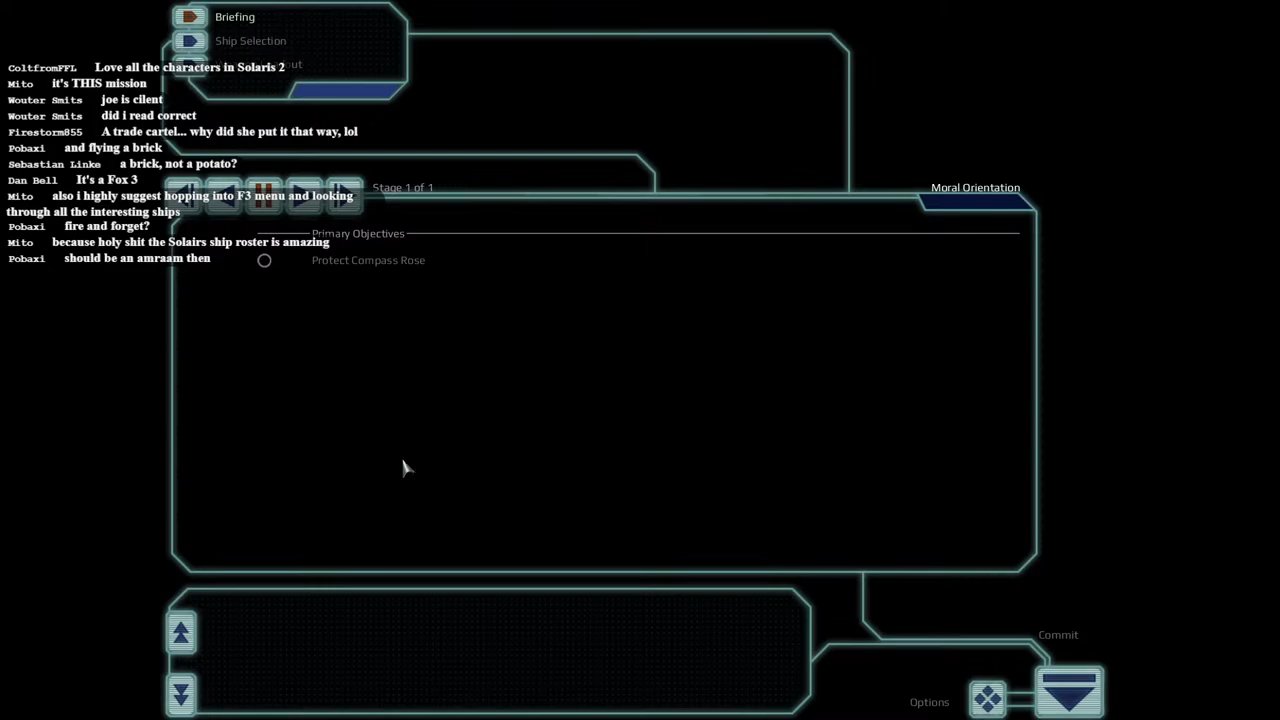 Briefing
Ship Selection
ColtfromFFL Love all the characters in Solaris 2
Mito it's THIS mission
Wouter Smits joe is cilent
Wouter Smits did i read correct
Firestorm855 A trade cartel... why did she put it that way, lol
Pobaxi and flying a brick
Sebastian Linke a brick, not a potato?
Dan Bell It's a Fox 3
Mito also i highly suggest hopping into F3 menu and looking
through all the interesting ships
Pobaxi fire and forget?
Mito because holy shit the Solairs ship roster is amazing
Pobaxi should be an amraam then
Stage 1 of 1
Moral Orientation
Primary Objectives
Protect Compass Rose
Commit
Options